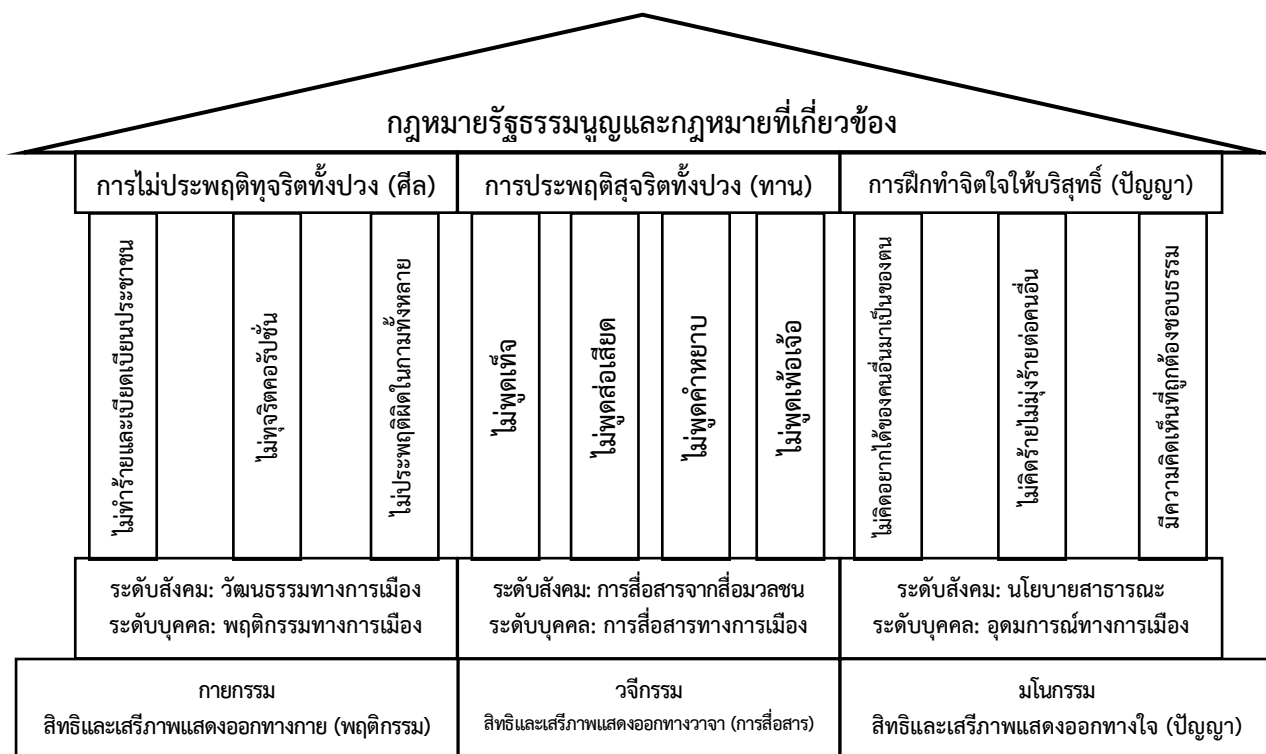 กฎหมายรัฐธรรมนูญและกฎหมายที่เกี่ยวข้อง
การไม่ประพฤติทุจริตทั้งปวง (ศีล)
การประพฤติสุจริตทั้งปวง (ทาน)
การฝึกทำจิตใจให้บริสุทธิ์ (ปัญญา)
ไม่ทำร้ายและเบียดเบียนประชาชน
ไม่ทุจริตคอรัปชั่น
ไม่ประพฤติผิดในกามทั้งหลาย
ไม่พูดเท็จ
ไม่พูดส่อเสียด
ไม่พูดคำหยาบ
ไม่พูดเพ้อเจ้อ
ไม่คิดอยากได้ของคนอื่นมาเป็นของตน
ไม่คิดร้ายไม่มุ่งร้ายต่อคนอื่น
มีความคิดเห็นที่ถูกต้องชอบธรรม
ระดับสังคม: วัฒนธรรมทางการเมือง
ระดับบุคคล: พฤติกรรมทางการเมือง
ระดับสังคม: การสื่อสารจากสื่อมวลชน
ระดับบุคคล: การสื่อสารทางการเมือง
ระดับสังคม: นโยบายสาธารณะ
ระดับบุคคล: อุดมการณ์ทางการเมือง
กายกรรม
สิทธิและเสรีภาพแสดงออกทางกาย (พฤติกรรม)
วจีกรรม
สิทธิและเสรีภาพแสดงออกทางวาจา (การสื่อสาร)
มโนกรรม
สิทธิและเสรีภาพแสดงออกทางใจ (ปัญญา)